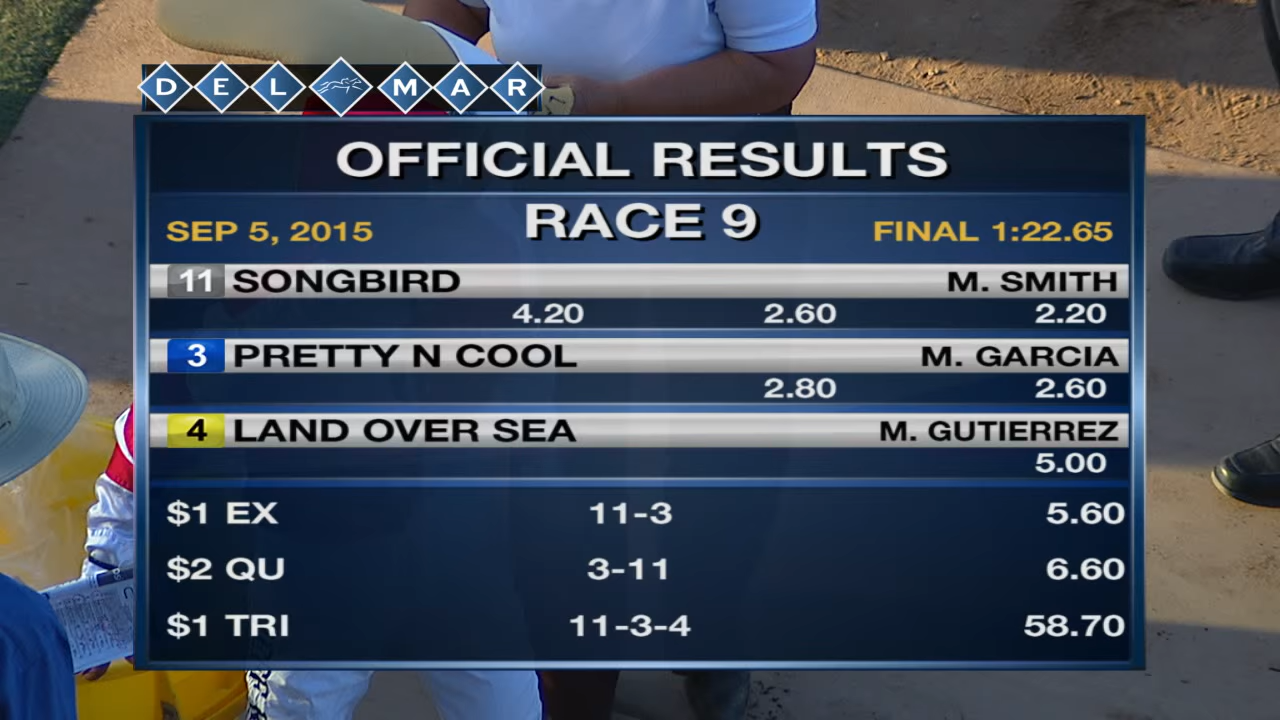 DEL MAR
OFFICIAL RESULTS
SEP 5, 2015 RACE 9 FINAL 1:22.65
11 SONGBIRD M. SMITH
4.20 2.60 2.20
3 PRETTY N COOL M. GARCIA
2.80 2.60
4 LAND OVER SEA M. GUTIERREZ
5.00
$1 EX 11-3 5.60
$2 QU 3-11 6.60
$1 TRI 11-3-4 58.70